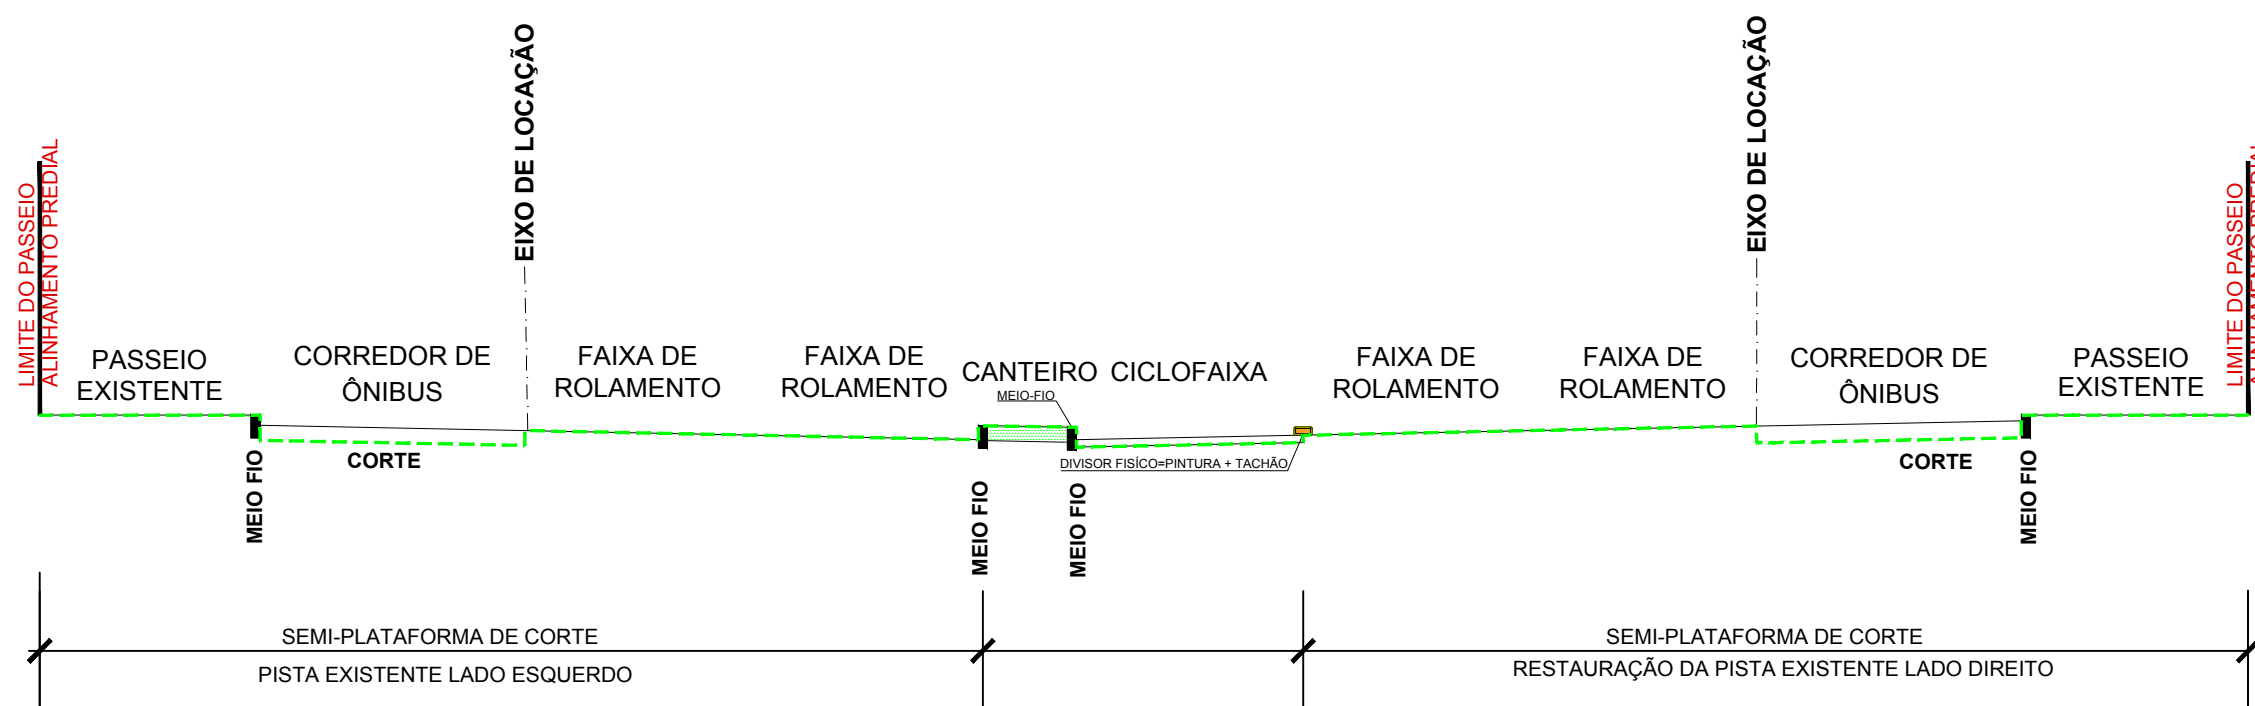 EIXO DE LOCAÇÃO
EIXO DE LOCAÇÃO
LIMITE DO PASSEIO
ALINHAMENTO PREDIAL
LIMITE DO PASSEIO
ALINHAMENTO PREDIAL
PASSEIO
EXISTENTE
CORREDOR DE
ÔNIBUS
FAIXA DE
ROLAMENTO
FAIXA DE
ROLAMENTO
CANTEIRO
CICLOFAIXA
FAIXA DE
ROLAMENTO
FAIXA DE
ROLAMENTO
CORREDOR DE
ÔNIBUS
PASSEIO
EXISTENTE
MEIO-FIO
DIVISOR FISÍCO=PINTURA + TACHÃO
CORTE
CORTE
MEIO FIO
MEIO FIO
MEIO FIO
MEIO FIO
SEMI-PLATAFORMA DE CORTE
PISTA EXISTENTE LADO ESQUERDO
SEMI-PLATAFORMA DE CORTE
RESTAURAÇÃO DA PISTA EXISTENTE LADO DIREITO